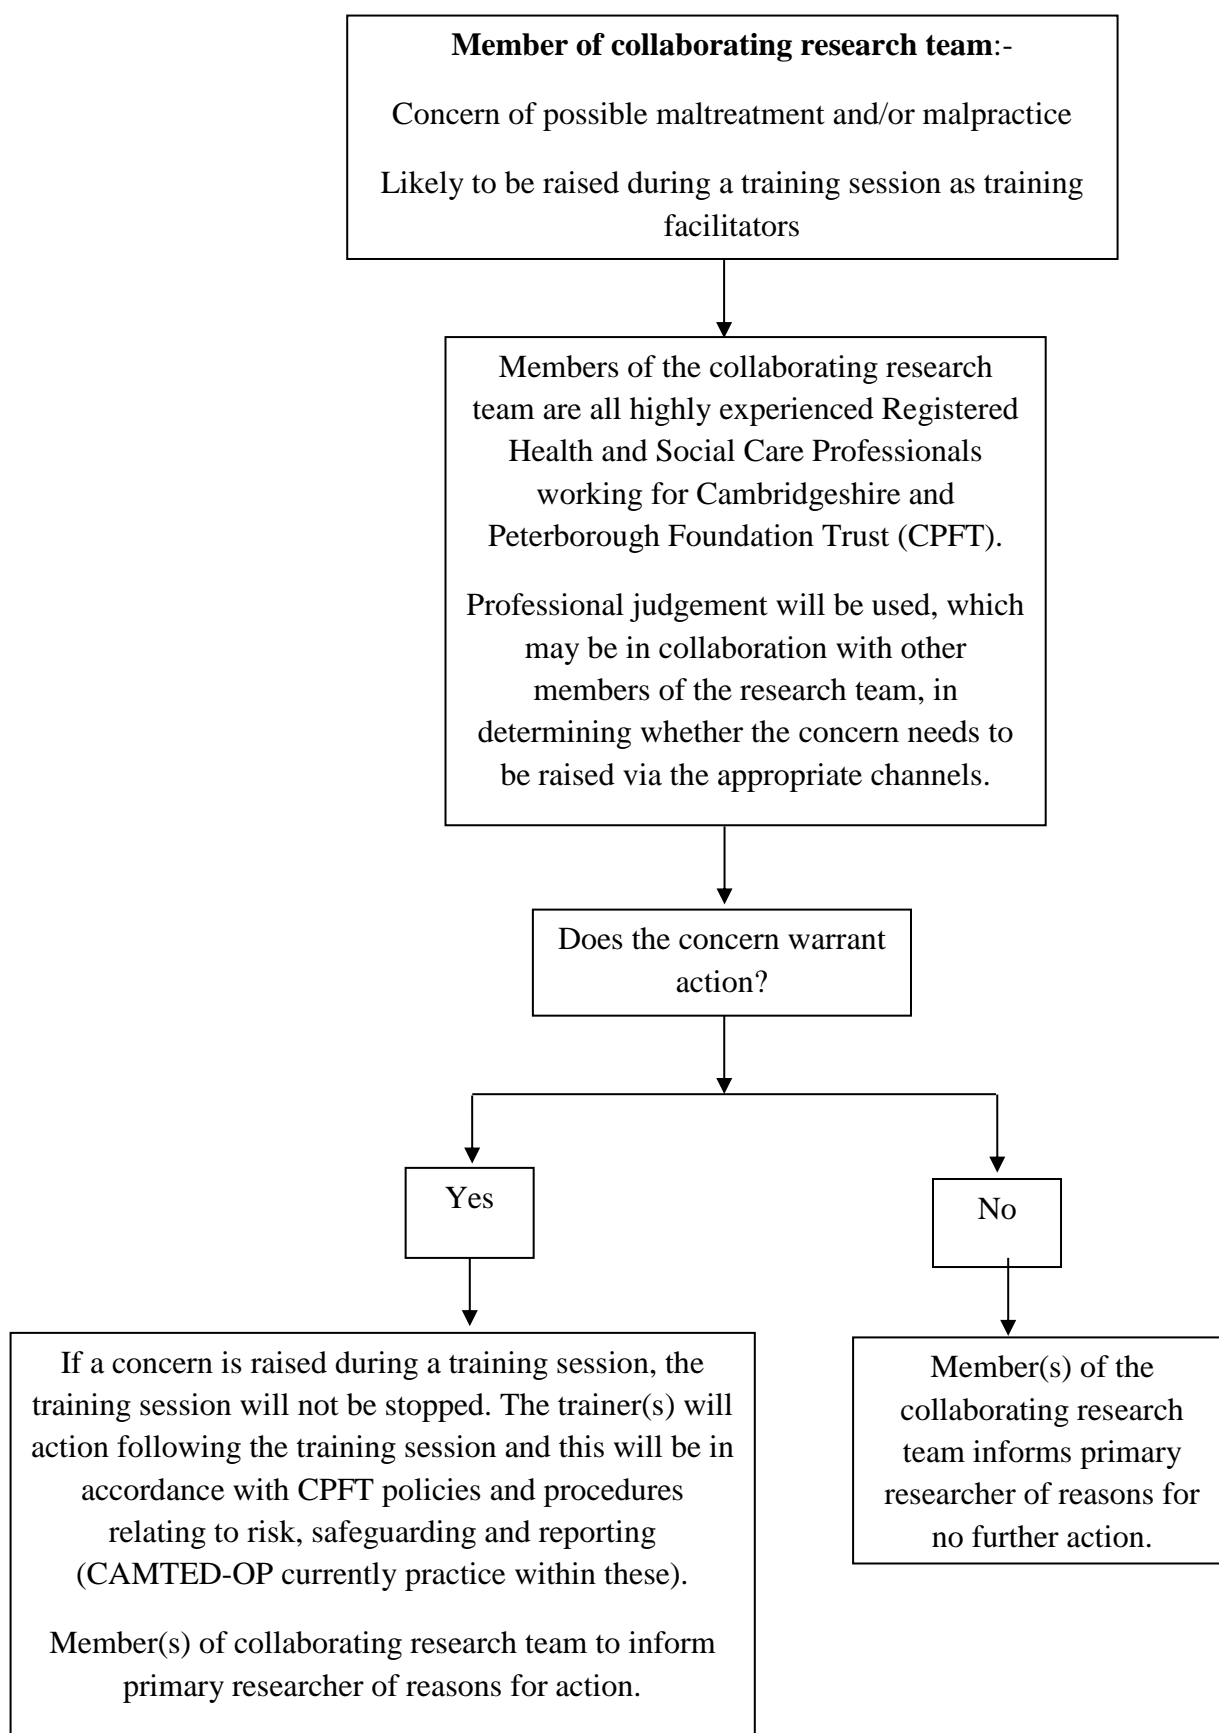 Member of collaborating research team:-
Concern of possible maltreatment and/or malpractice
Likely to be raised during a training session as training
facilitators
Members of the collaborating research
team are all highly experienced Registered
Health and Social Care Professionals
working for Cambridgeshire and
Peterborough Foundation Trust (CPFT).
Professional judgement will be used, which
may be in collaboration with other
members of the research team, in
determining whether the concern needs to
be raised via the appropriate channels.
Does the concern warrant
action?
Yes
No
If a concern is raised during a training session, the
training session will not be stopped. The trainer(s) will
action following the training session and this will be in
accordance with CPFT policies and procedures
relating to risk, safeguarding and reporting
(CAMTED-OP currently practice within these).
Member(s) of collaborating research team to inform
primary researcher of reasons for action.
Member(s) of the
collaborating research
team informs primary
researcher of reasons for
no further action.